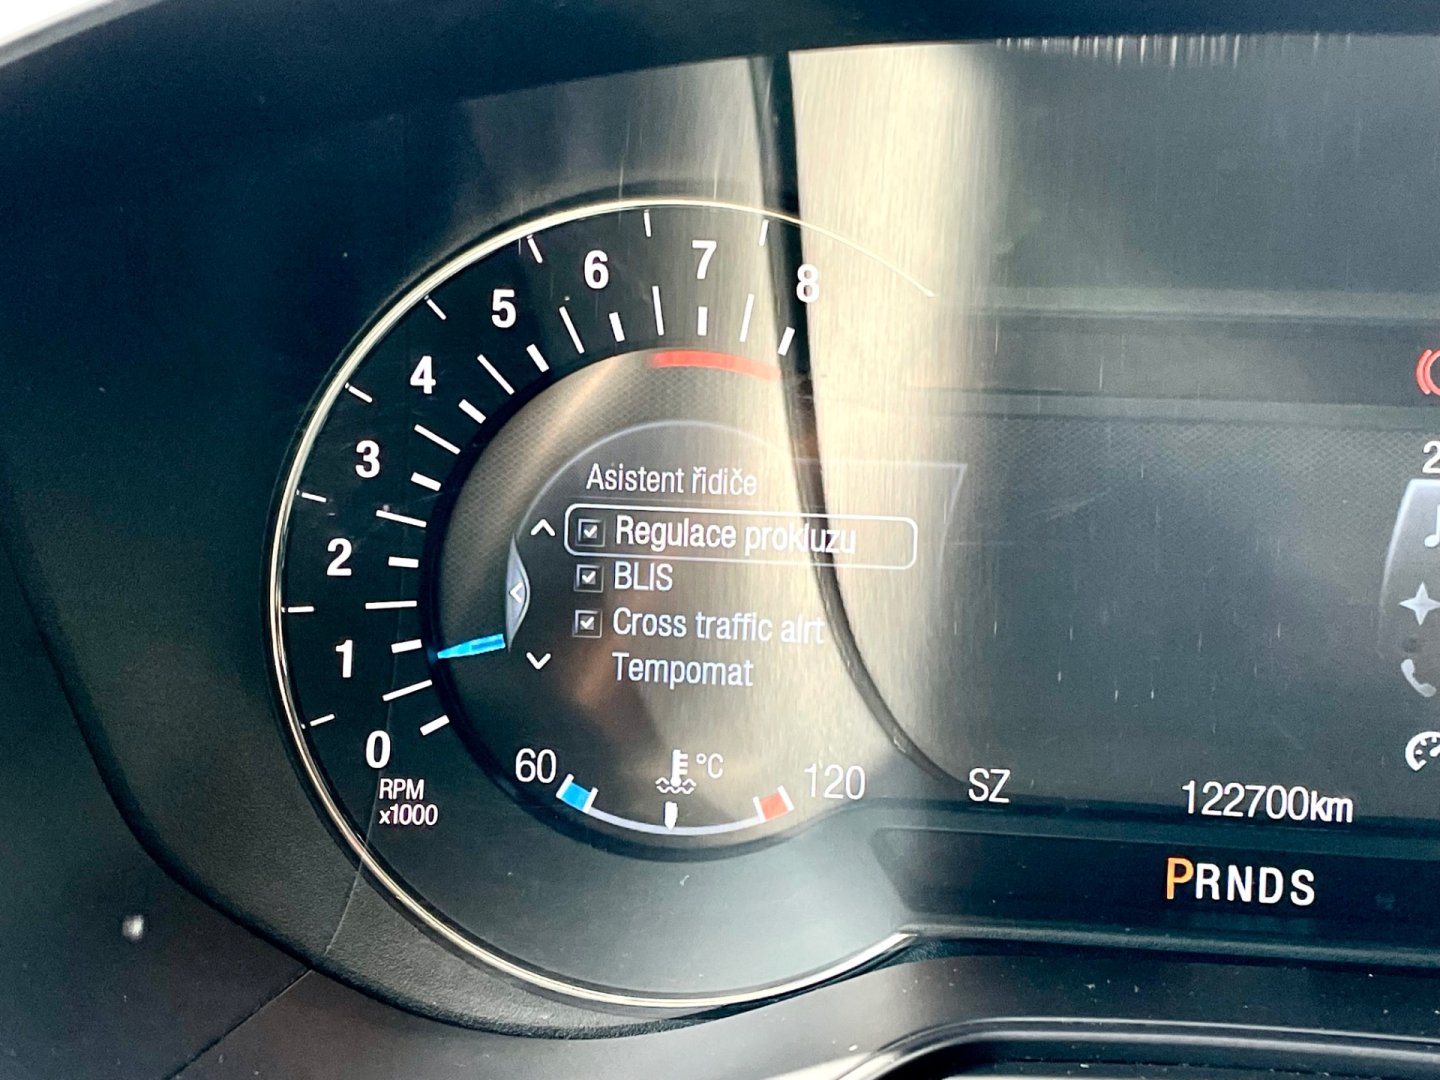 8
7
6
5
4
3
2
1
0
RPM
x1000
Asistent řidiče
Regulace prokluzu
BLIS
Cross traffic alrt
Tempomat
60
°C
120
SZ
122700km
PRNDS